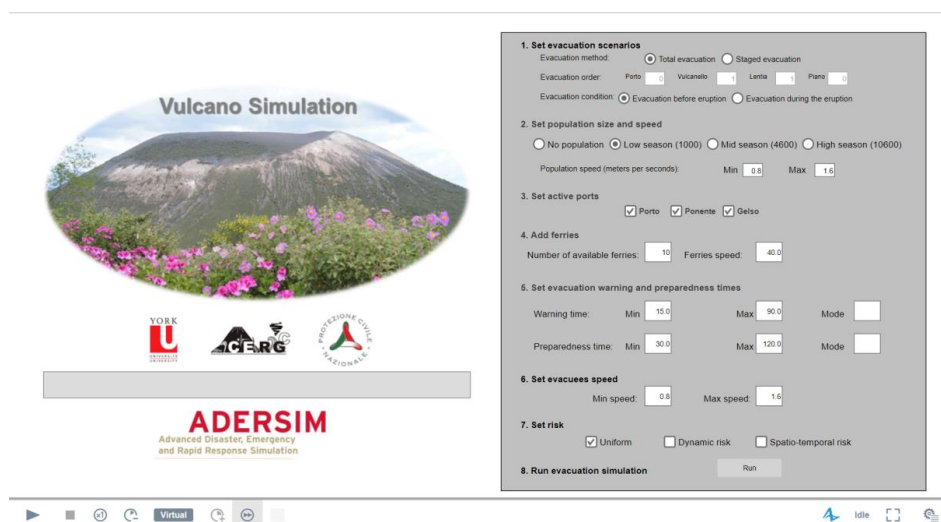 Vulcano Simulation
YORK
U
UNIVERSITÉ
UNIVERSITY
CERG
PROTEZIONE CIVILE
NAZIONALE
ADERSIM
Advanced Disaster, Emergency
and Rapid Response Simulation
1. Set evacuation scenarios
Evacuation method: Total evacuation Staged evacuation
Evacuation order: Porto 0 Vulcanello 1 Lentia 1 Piano 0
Evacuation condition: Evacuation before eruption Evacuation during the eruption
2. Set population size and speed
No population Low season (1000) Mid season (4600) High season (10600)
Population speed (meters per seconds): Min 0.8 Max 1.6
3. Set active ports
Porto Ponente Gelso
4. Add ferries
Number of available ferries: 10 Ferries speed: 40.0
5. Set evacuation warning and preparedness times
Warning time: Min 15.0 Max 90.0 Mode
Preparedness time: Min 30.0 Max 120.0 Mode
6. Set evacuees speed
Min speed: 0.8 Max speed: 1.6
7. Set risk
Uniform Dynamic risk Spatio-temporal risk
8. Run evacuation simulation Run
x1 Virtual Idle